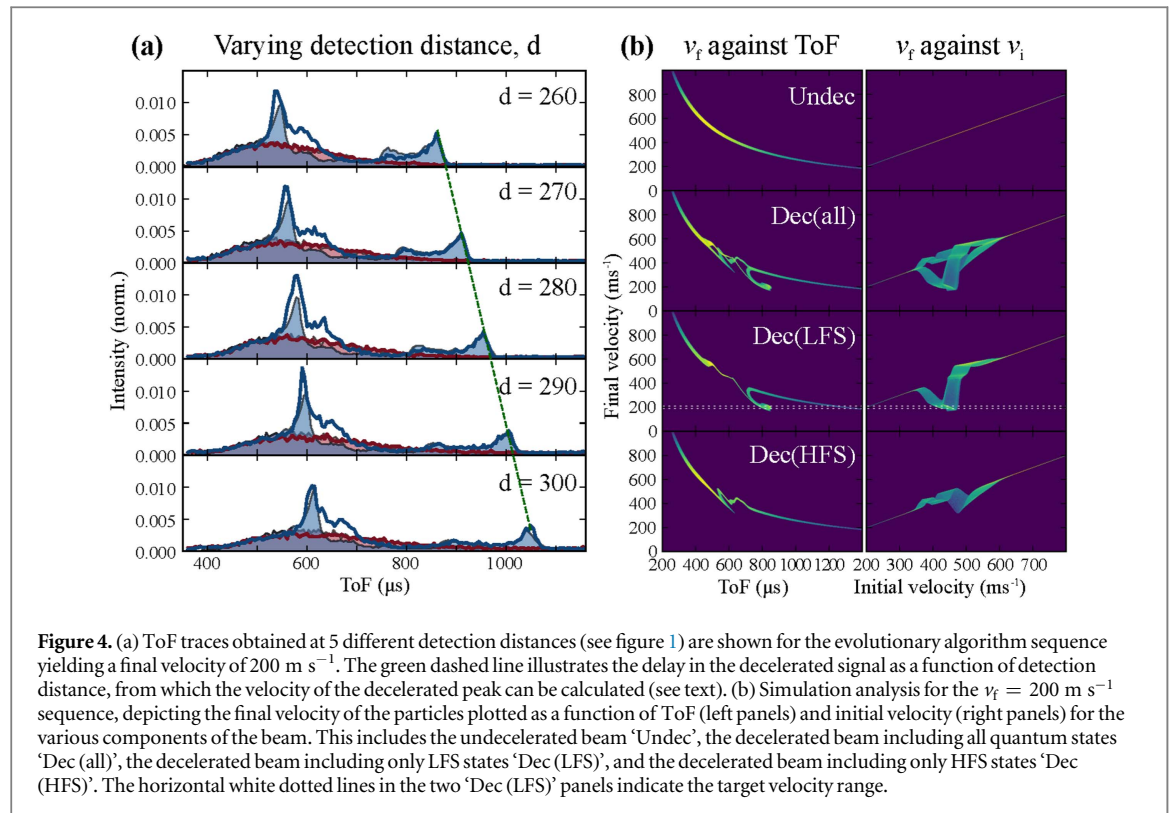 (a) Varying detection distance, d
(b) v_f against ToF v_f against v_i
Intensity (norm.)
0.010
0.005
0.000
d = 260
0.010
0.005
0.000
d = 270
0.010
0.005
0.000
d = 280
0.010
0.005
0.000
d = 290
0.010
0.005
0.000
d = 300
400 600 800 1000
ToF (µs)
Final velocity (ms⁻¹)
800
600
400
200
0
Undec
800
600
400
200
0
Dec(all)
800
600
400
200
0
Dec(LFS)
800
600
400
200
0
Dec(HFS)
200 400 600 800 1000 1200 200 300 400 500 600 700
ToF (µs) Initial velocity (ms⁻¹)
Figure 4. (a) ToF traces obtained at 5 different detection distances (see figure 1) are shown for the evolutionary algorithm sequence
yielding a final velocity of 200 m s⁻¹. The green dashed line illustrates the delay in the decelerated signal as a function of detection
distance, from which the velocity of the decelerated peak can be calculated (see text). (b) Simulation analysis for the v_f = 200 m s⁻¹
sequence, depicting the final velocity of the particles plotted as a function of ToF (left panels) and initial velocity (right panels) for the
various components of the beam. This includes the undecelerated beam ‘Undec’, the decelerated beam including all quantum states
‘Dec (all)’, the decelerated beam including only LFS states ‘Dec (LFS)’, and the decelerated beam including only HFS states ‘Dec
(HFS)’. The horizontal white dotted lines in the two ‘Dec (LFS)’ panels indicate the target velocity range.